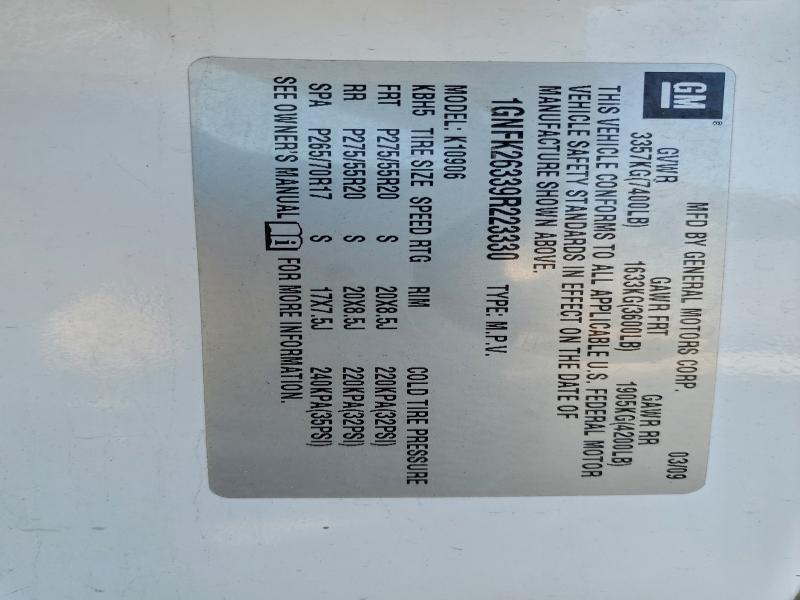 GM®
MFD BY GENERAL MOTORS CORP. 03/09
GVWR GAWR FRT GAWR RR
3357KG(7400LB) 1633KG(3600LB) 1905KG(4200LB)
THIS VEHICLE CONFORMS TO ALL APPLICABLE U.S. FEDERAL MOTOR
VEHICLE SAFETY STANDARDS IN EFFECT ON THE DATE OF
MANUFACTURE SHOWN ABOVE.
1GNFK26339R223330 TYPE: M.P.V.
MODEL: K10906
KBH5 TIRE SIZE SPEED RTG RIM COLD TIRE PRESSURE
FRT P275/55R20 S 20X8.5J 220KPA(32PSI)
RR P275/55R20 S 20X8.5J 220KPA(32PSI)
SPA P265/70R17 S 17X7.5J 240KPA(35PSI)
SEE OWNER'S MANUAL FOR MORE INFORMATION.